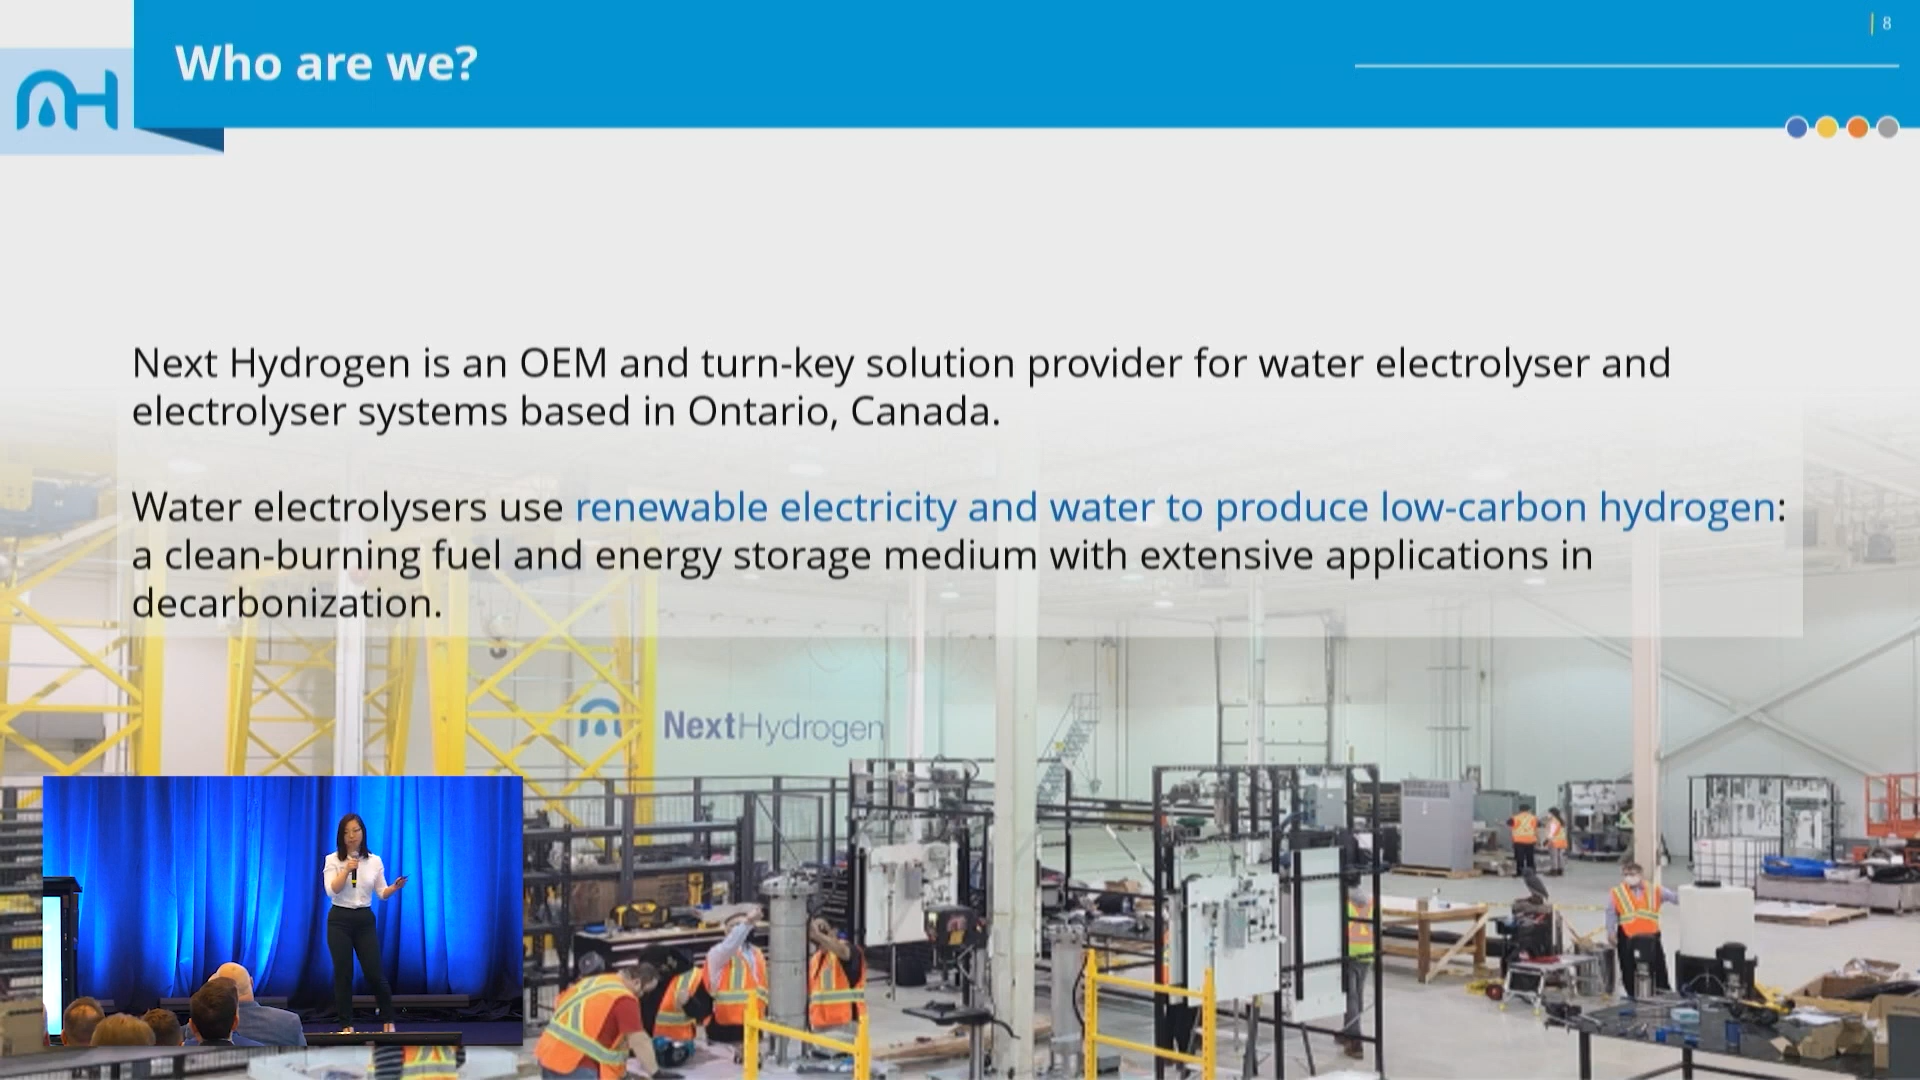 Who are we?
| 8
Next Hydrogen is an OEM and turn-key solution provider for water electrolyser and
electrolyser systems based in Ontario, Canada.
Water electrolysers use renewable electricity and water to produce low-carbon hydrogen:
a clean-burning fuel and energy storage medium with extensive applications in
decarbonization.
NextHydrogen